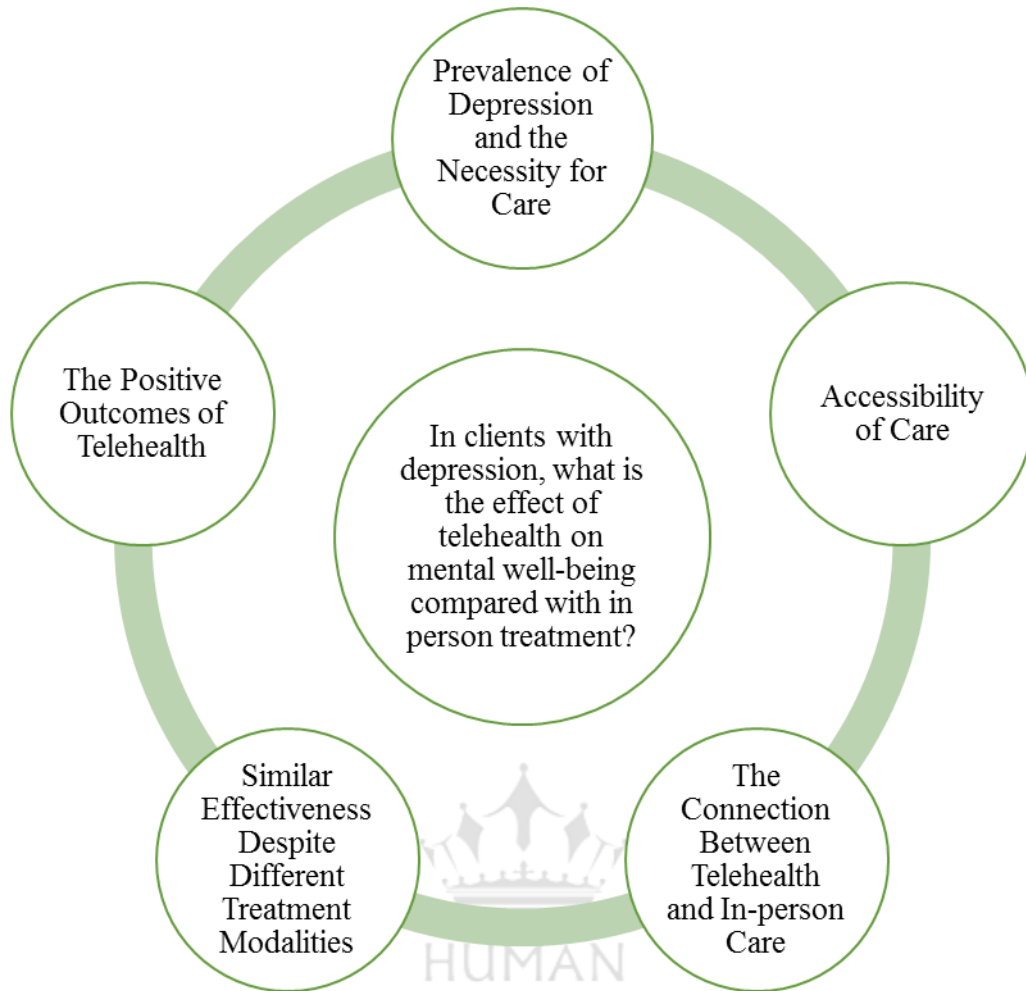 Prevalence of
Depression
and the
Necessity for
Care
Accessibility
of Care
The
Connection
Between
Telehealth
and In-person
Care
Similar
Effectiveness
Despite
Different
Treatment
Modalities
The Positive
Outcomes of
Telehealth
In clients with
depression, what is
the effect of
telehealth on
mental well-being
compared with in
person treatment?
HUMAN